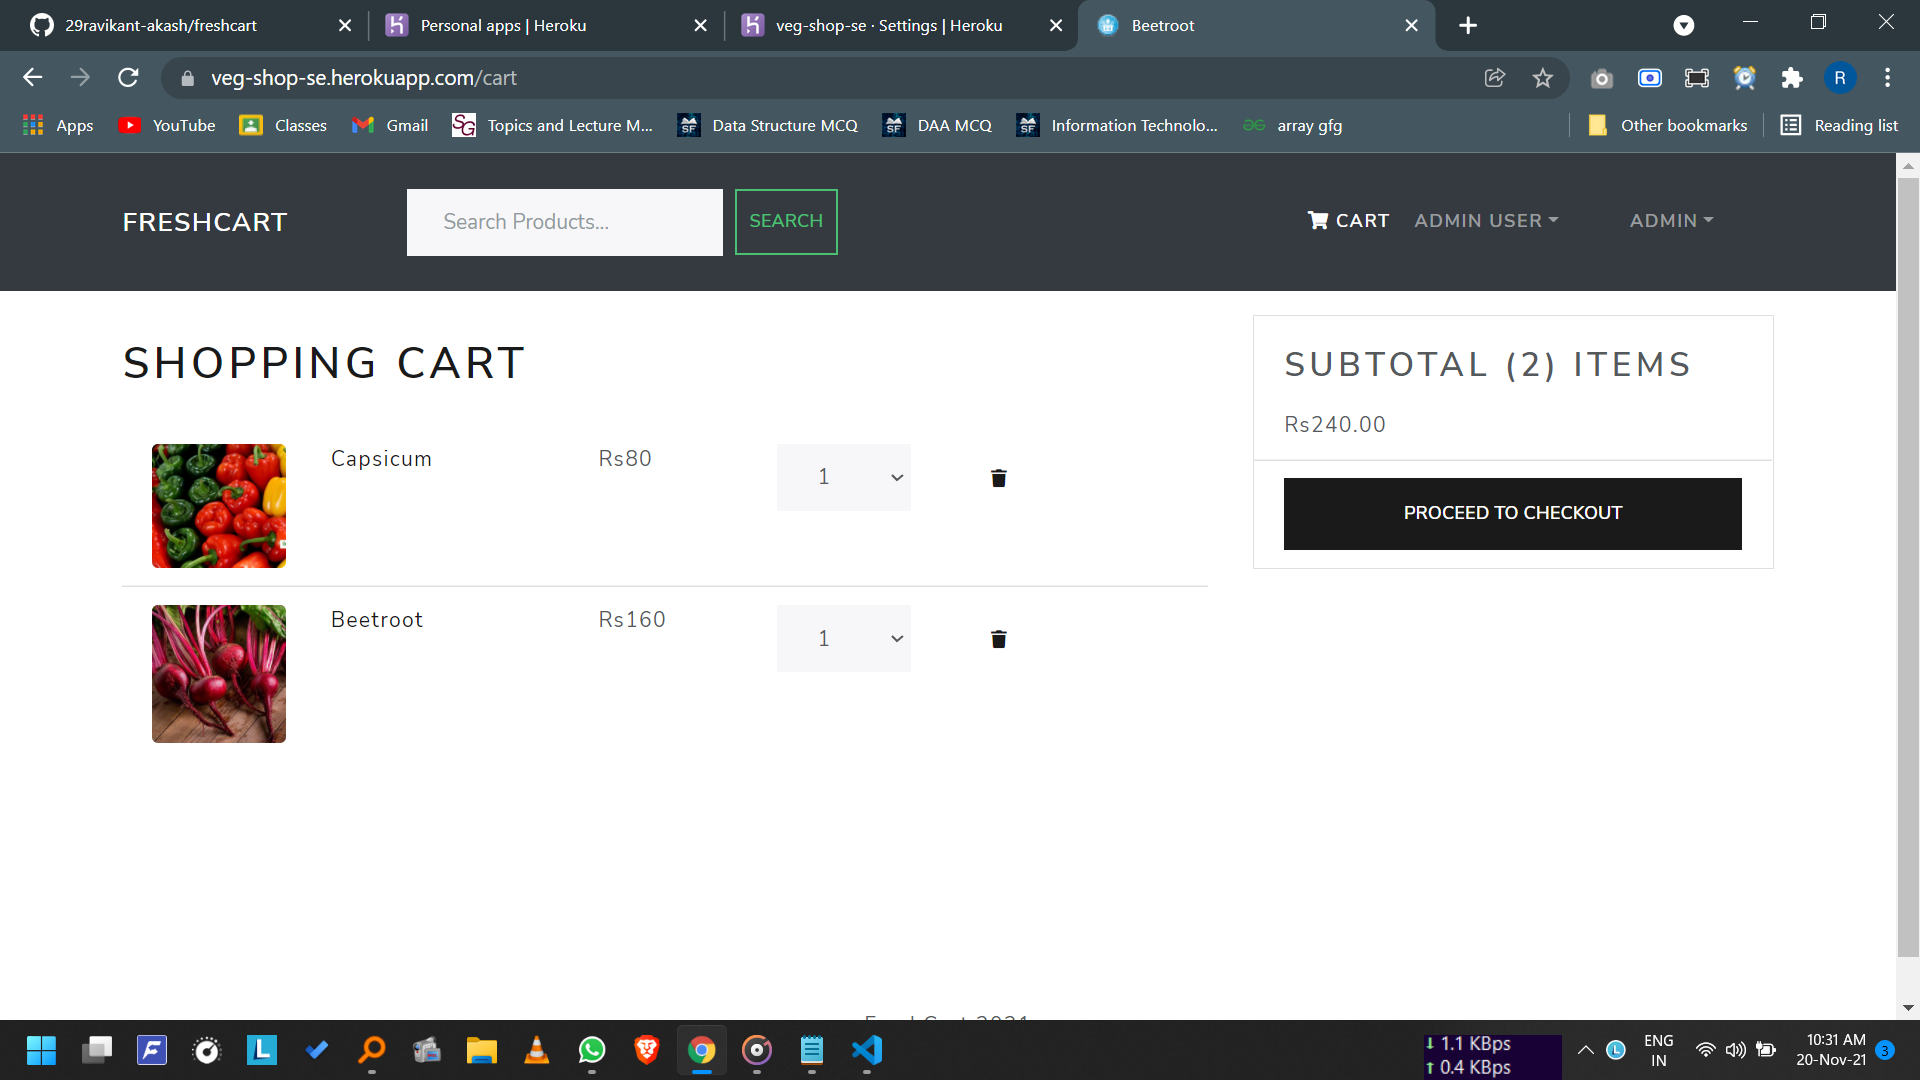 29ravikant-akash/freshcart
Personal apps | Heroku
veg-shop-se · Settings | Heroku
Beetroot
veg-shop-se.herokuapp.com/cart
R
Apps
YouTube
Classes
Gmail
Topics and Lecture M...
Data Structure MCQ
DAA MCQ
Information Technolo...
array gfg
Other bookmarks
Reading list
FRESHCART
Search Products...
SEARCH
CART
ADMIN USER
ADMIN
SHOPPING CART
Capsicum
Rs80
1
Beetroot
Rs160
1
SUBTOTAL (2) ITEMS
Rs240.00
PROCEED TO CHECKOUT
1.1 KBps
0.4 KBps
ENG
IN
10:31 AM
20-Nov-21
3